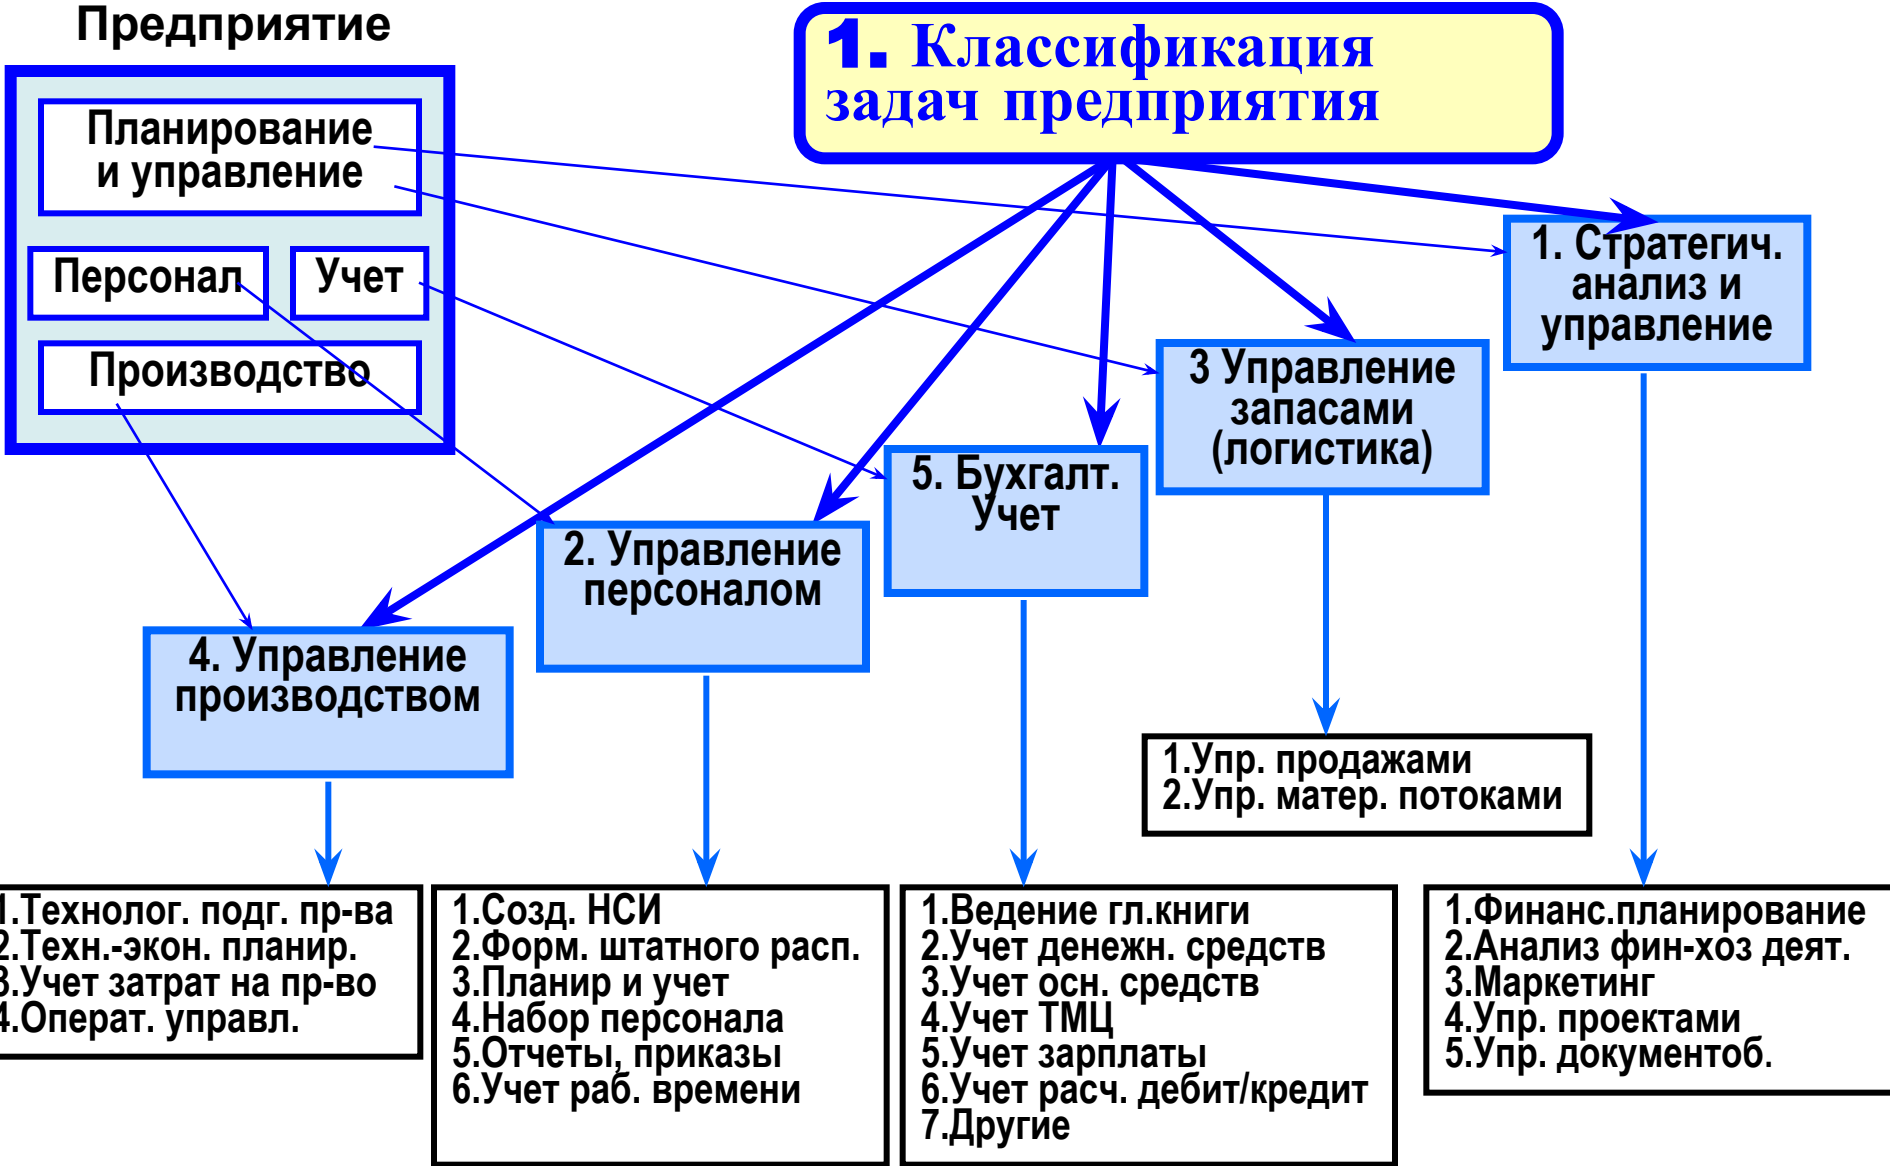 Предприятие
1. Классификация
задач предприятия
Планирование
и управление
Персонал
Учет
Производство
1. Стратегич.
анализ и
управление
3 Управление
запасами
(логистика)
5. Бухгалт.
Учет
2. Управление
персоналом
4. Управление
производством
1.Упр. продажами
2.Упр. матер. потоками
1.Технолог. подг. пр-ва
2.Техн.-экон. планир.
3.Учет затрат на пр-во
4.Операт. управл.
1.Созд. НСИ
2.Форм. штатного расп.
3.Планир и учет
4.Набор персонала
5.Отчеты, приказы
6.Учет раб. времени
1.Ведение гл.книги
2.Учет денежн. средств
3.Учет осн. средств
4.Учет ТМЦ
5.Учет зарплаты
6.Учет расч. дебит/кредит
7.Другие
1.Финанс.планирование
2.Анализ фин-хоз деят.
3.Маркетинг
4.Упр. проектами
5.Упр. документоб.